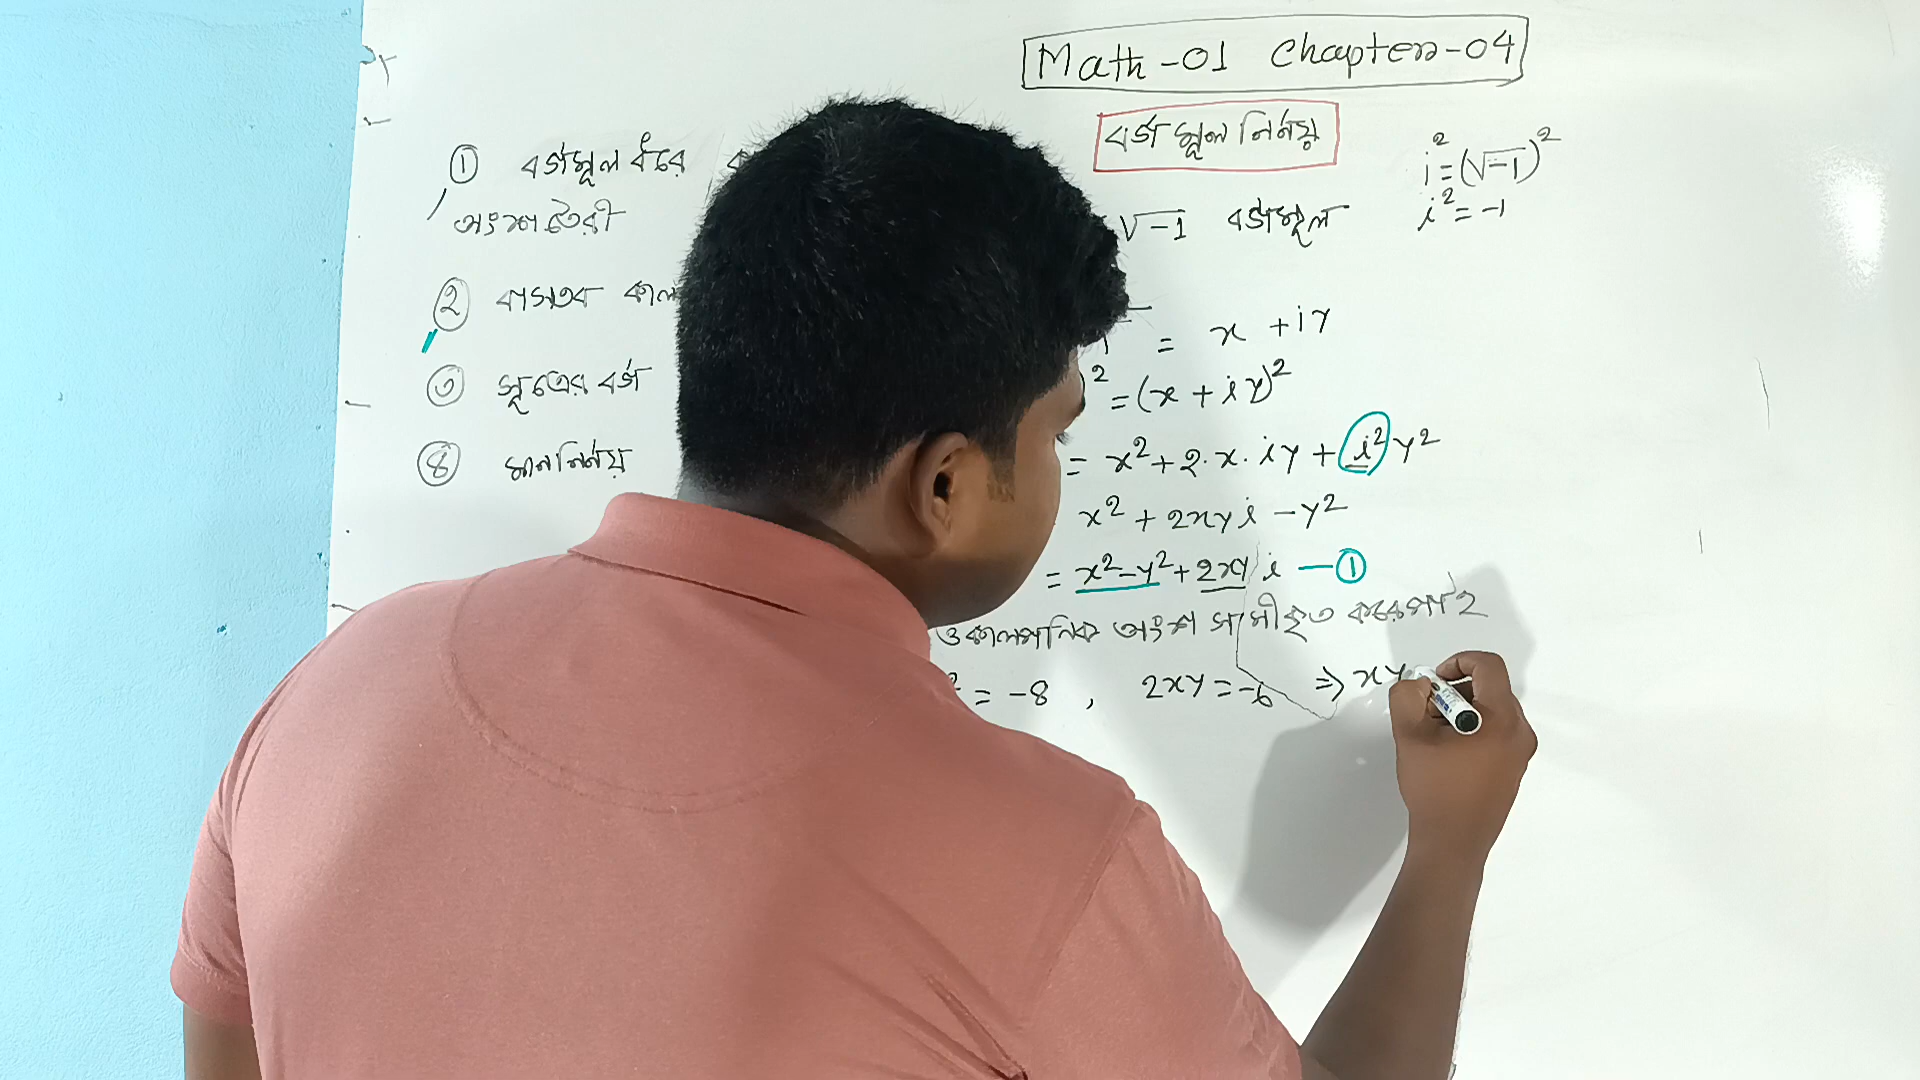 Math-01 Chapter-04
বর্গমূল নির্ণয়
i² = (√-1)²
i² = -1
① বর্গমূল ধরে
অংশ তৈরী
√-1 বর্গমূল
② বাস্তব
③ সূত্রের বর্গ
④ মান নির্ণয়
= x + iy
)² = (x + iy)²
= x² + 2·x·iy + i²y²
x² + 2xyi - y²
= x² - y² + 2xy i —①
ও কাল্পনিক অংশ সমীকৃত করে পাই
² = -8 , 2xy = -6 ⇒ xy